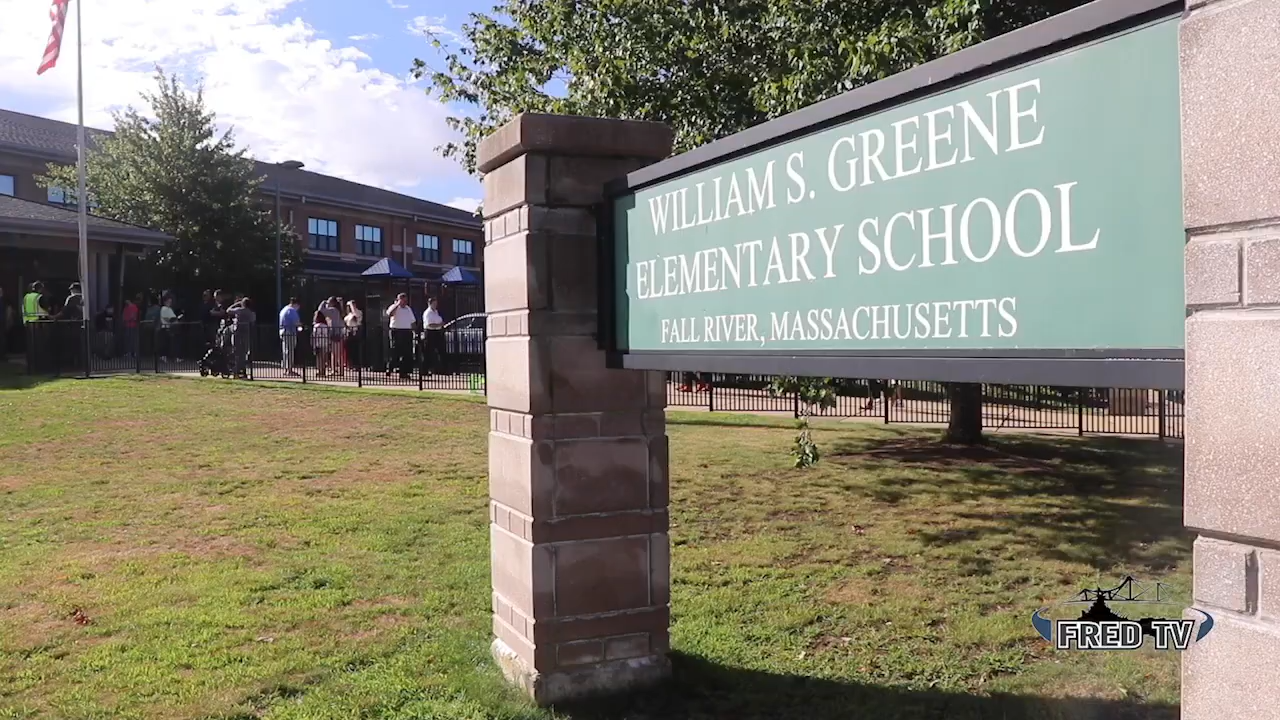 WILLIAM S. GREENE
ELEMENTARY SCHOOL
FALL RIVER, MASSACHUSETTS
FRED TV